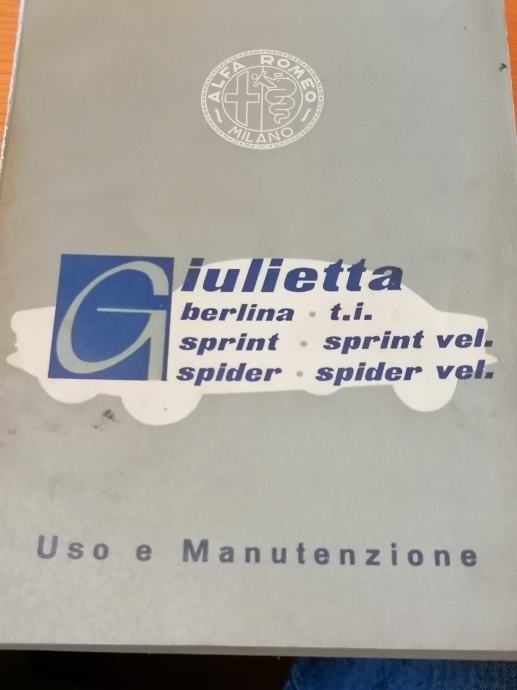 ALFA ROMEO
MILANO
Giulietta
berlina • t.i.
sprint • sprint vel.
spider • spider vel.
Uso e Manutenzione